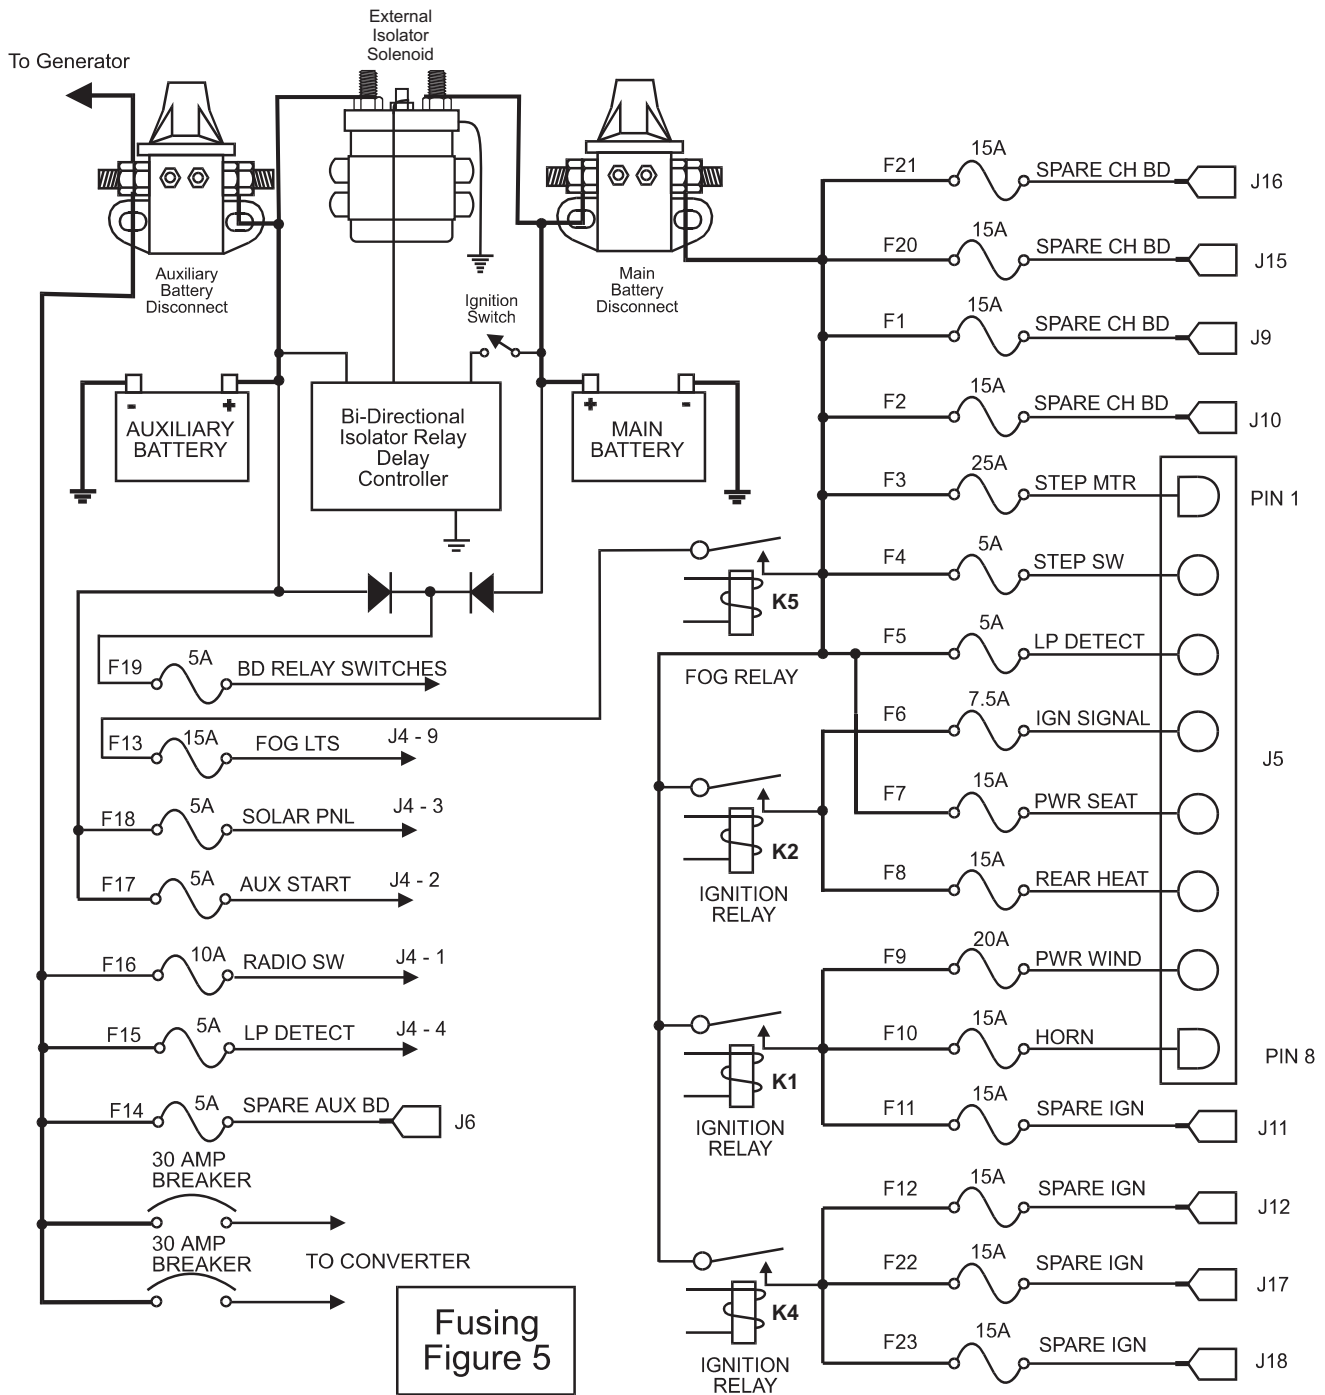 External
Isolator
Solenoid
To Generator
Auxiliary
Battery
Disconnect
Main
Battery
Disconnect
Ignition
Switch
- +
AUXILIARY
BATTERY
Bi-Directional
Isolator Relay
Delay
Controller
+ -
MAIN
BATTERY
F21 15A SPARE CH BD J16
F20 15A SPARE CH BD J15
F1 15A SPARE CH BD J9
F2 15A SPARE CH BD J10
F3 25A STEP MTR PIN 1
F4 5A STEP SW
K5
FOG RELAY
F5 5A LP DETECT
F6 7.5A IGN SIGNAL
J5
F7 15A PWR SEAT
K2
IGNITION
RELAY
F8 15A REAR HEAT
F9 20A PWR WIND
F10 15A HORN PIN 8
K1
IGNITION
RELAY
F11 15A SPARE IGN J11
F12 15A SPARE IGN J12
F22 15A SPARE IGN J17
K4
IGNITION
RELAY
F23 15A SPARE IGN J18
F19 5A BD RELAY SWITCHES
F13 15A FOG LTS J4 - 9
F18 5A SOLAR PNL J4 - 3
F17 5A AUX START J4 - 2
F16 10A RADIO SW J4 - 1
F15 5A LP DETECT J4 - 4
F14 5A SPARE AUX BD J6
30 AMP
BREAKER
30 AMP
BREAKER
TO CONVERTER
Fusing
Figure 5